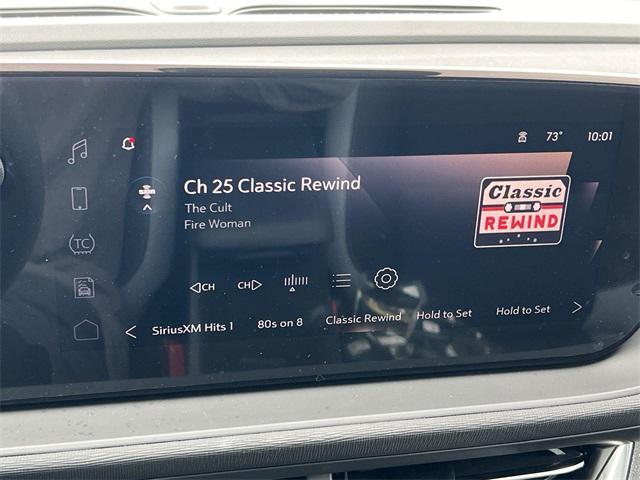 73° 10:01
sxm
Ch 25 Classic Rewind
The Cult
Fire Woman
Classic
REWIND
TC
CH CH
SiriusXM Hits 1 80s on 8 Classic Rewind Hold to Set Hold to Set